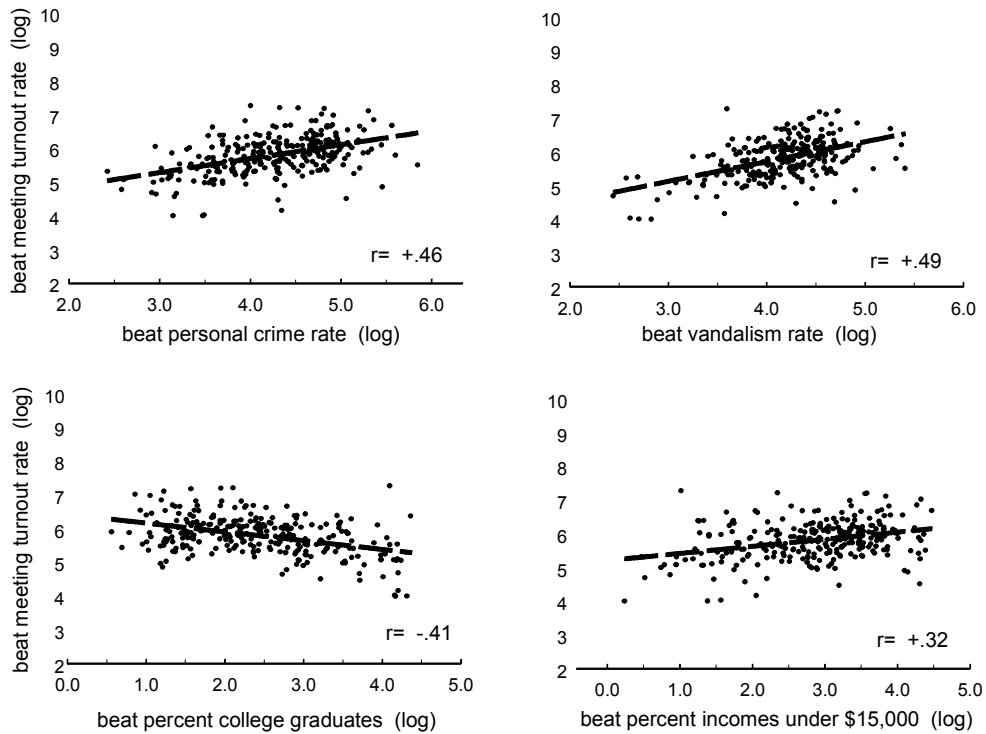 beat meeting turnout rate (log)
10
9
8
7
6
5
4
3
2
r= +.46
2.0 3.0 4.0 5.0 6.0
beat personal crime rate (log)
10
9
8
7
6
5
4
3
2
r= +.49
2.0 3.0 4.0 5.0 6.0
beat vandalism rate (log)
beat meeting turnout rate (log)
10
9
8
7
6
5
4
3
2
r= -.41
0.0 1.0 2.0 3.0 4.0 5.0
beat percent college graduates (log)
10
9
8
7
6
5
4
3
2
r= +.32
0.0 1.0 2.0 3.0 4.0 5.0
beat percent incomes under $15,000 (log)